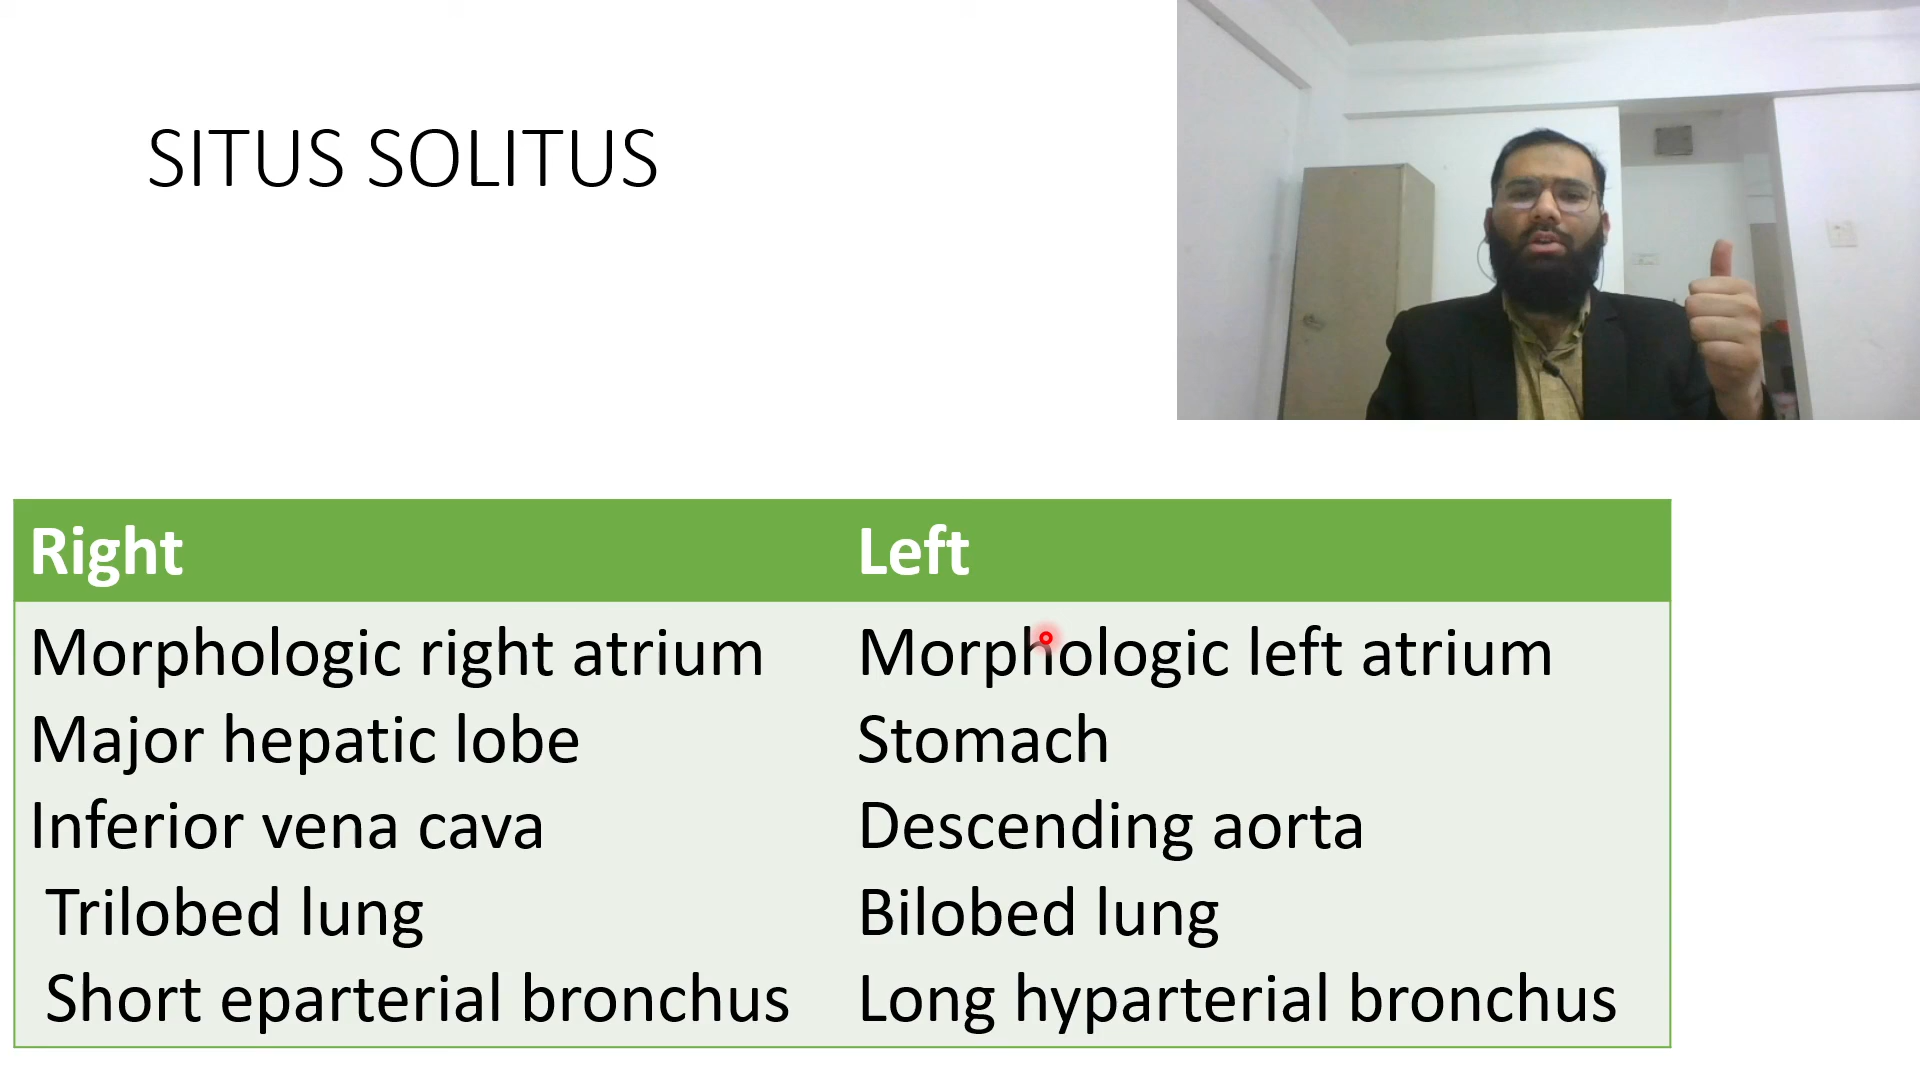 SITUS SOLITUS
Right Left
Morphologic right atrium Morphologic left atrium
Major hepatic lobe Stomach
Inferior vena cava Descending aorta
Trilobed lung Bilobed lung
Short eparterial bronchus Long hyparterial bronchus